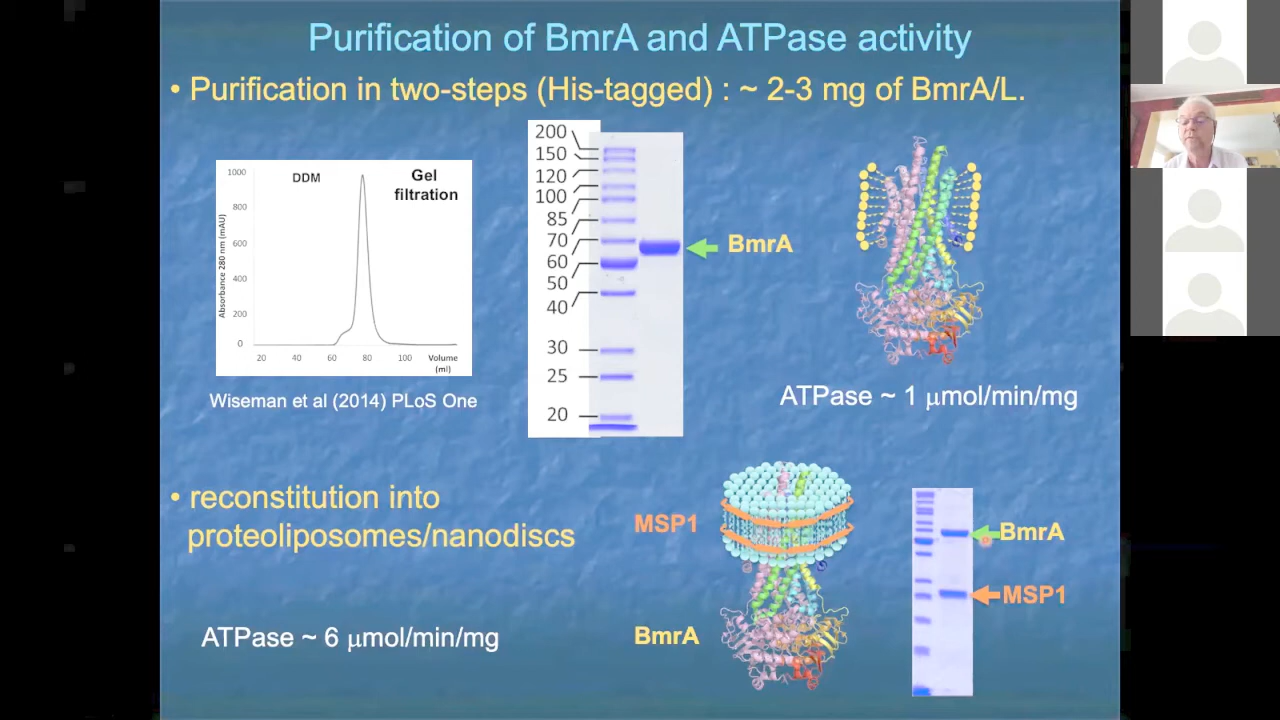 Purification of BmrA and ATPase activity
• Purification in two-steps (His-tagged) : ~ 2-3 mg of BmrA/L.
1000
800
600
400
200
0
Absorbance 280 nm (mAU)
DDM
Gel
filtration
20 40 60 80 100 Volume
(ml)
Wiseman et al (2014) PLoS One
200
150
120
100
85
70
60
50
40
30
25
20
BmrA
ATPase ~ 1 μmol/min/mg
• reconstitution into
proteoliposomes/nanodiscs
ATPase ~ 6 μmol/min/mg
MSP1
BmrA
BmrA
MSP1